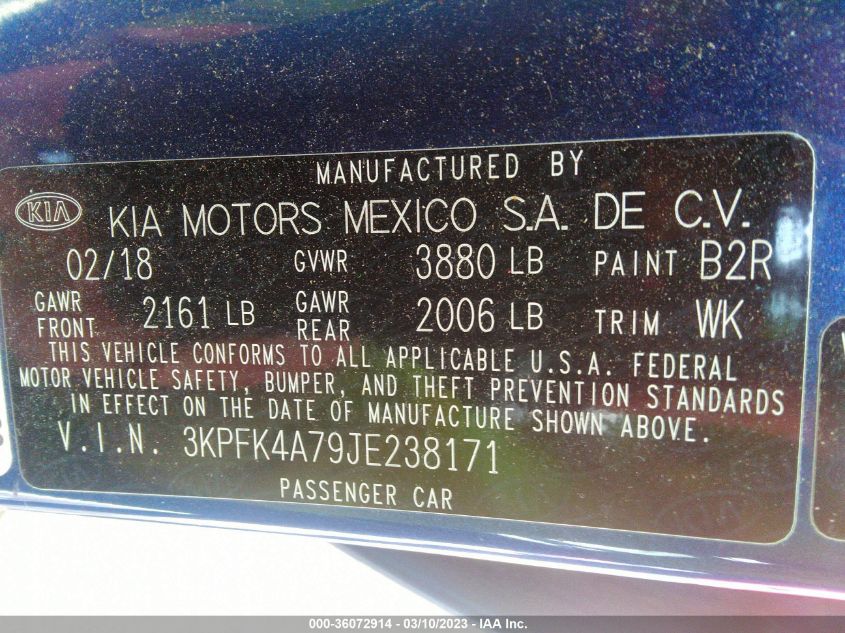 MANUFACTURED BY
KIA KIA MOTORS MEXICO S.A. DE C.V.
02/18 GVWR 3880 LB PAINT B2R
GAWR FRONT 2161 LB GAWR REAR 2006 LB TRIM WK
THIS VEHICLE CONFORMS TO ALL APPLICABLE U.S.A. FEDERAL
MOTOR VEHICLE SAFETY, BUMPER, AND THEFT PREVENTION STANDARDS
IN EFFECT ON THE DATE OF MANUFACTURE SHOWN ABOVE.
V.I.N. 3KPFK4A79JE238171
PASSENGER CAR
000-36072914 - 03/10/2023 - IAA Inc.